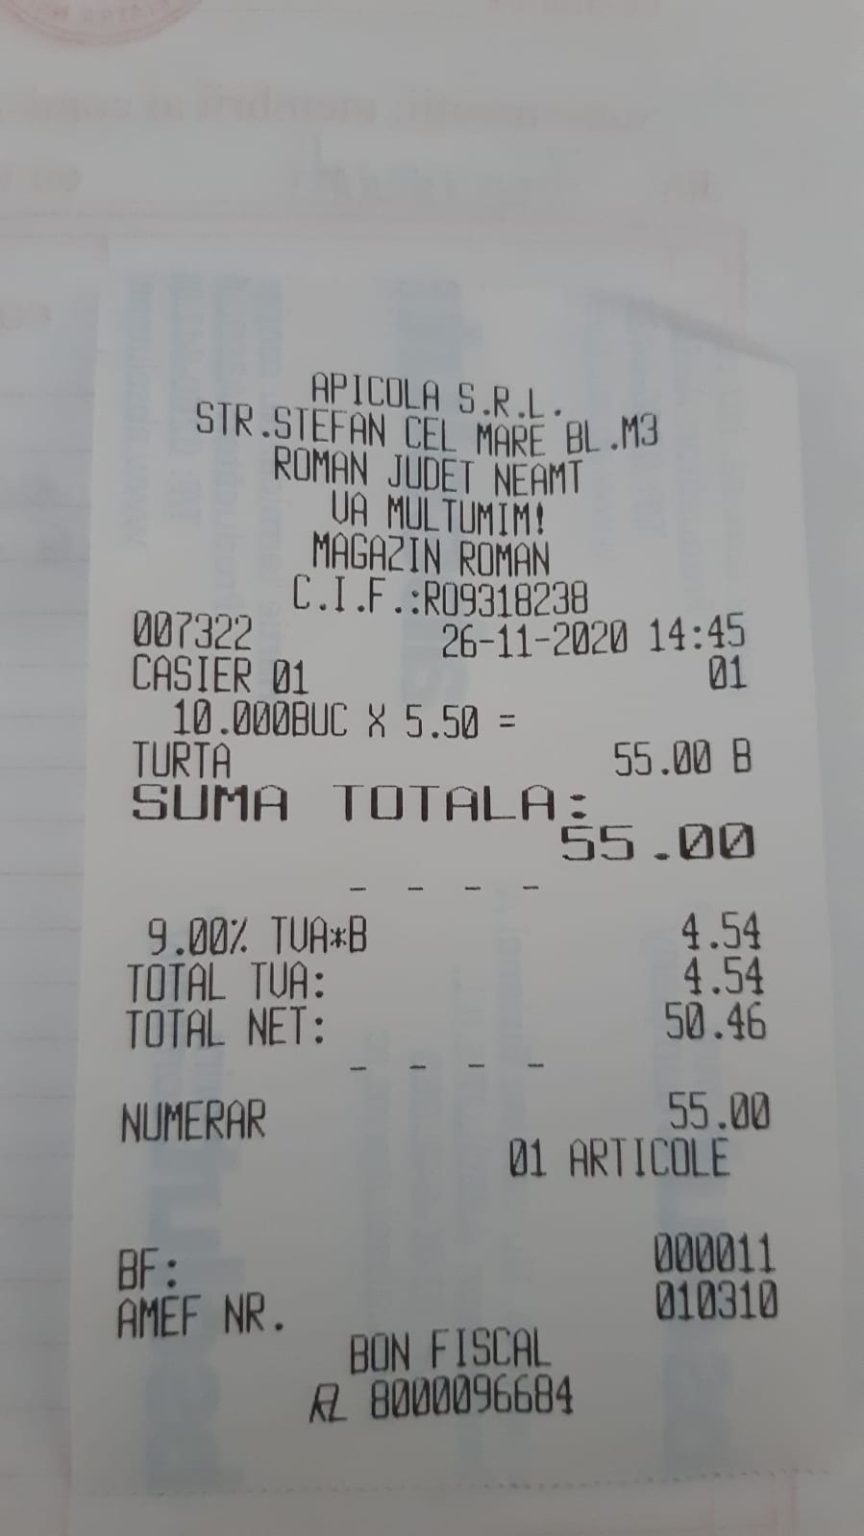 APICOLA S.R.L.
STR.STEFAN CEL MARE BL.M3
ROMAN JUDET NEAMT
VA MULTUMIM!
MAGAZIN ROMAN
C.I.F.:RO9318238
007322 26-11-2020 14:45
CASIER 01 01
10.000BUC X 5.50 =
TURTA 55.00 B
SUMA TOTALA:
55.00
- - - -
9.00% TVA*B 4.54
TOTAL TVA: 4.54
TOTAL NET: 50.46
- - - -
NUMERAR 55.00
01 ARTICOLE
BF: 000011
AMEF NR. 010310
BON FISCAL
8000096684